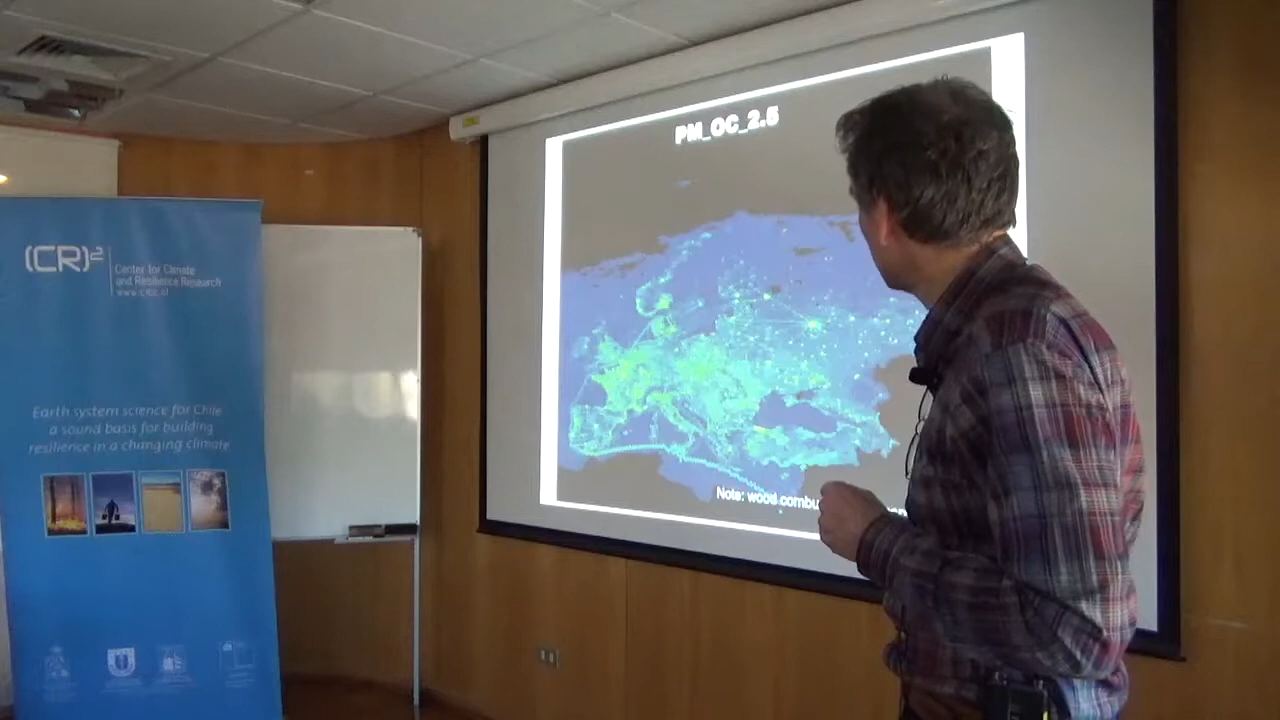 (CR)²
Center for Climate
and Resilience Research
www.cr2.cl
Earth system science for Chile
a sound basis for building
resilience in a changing climate
PM_OC_2.5
Note: wood